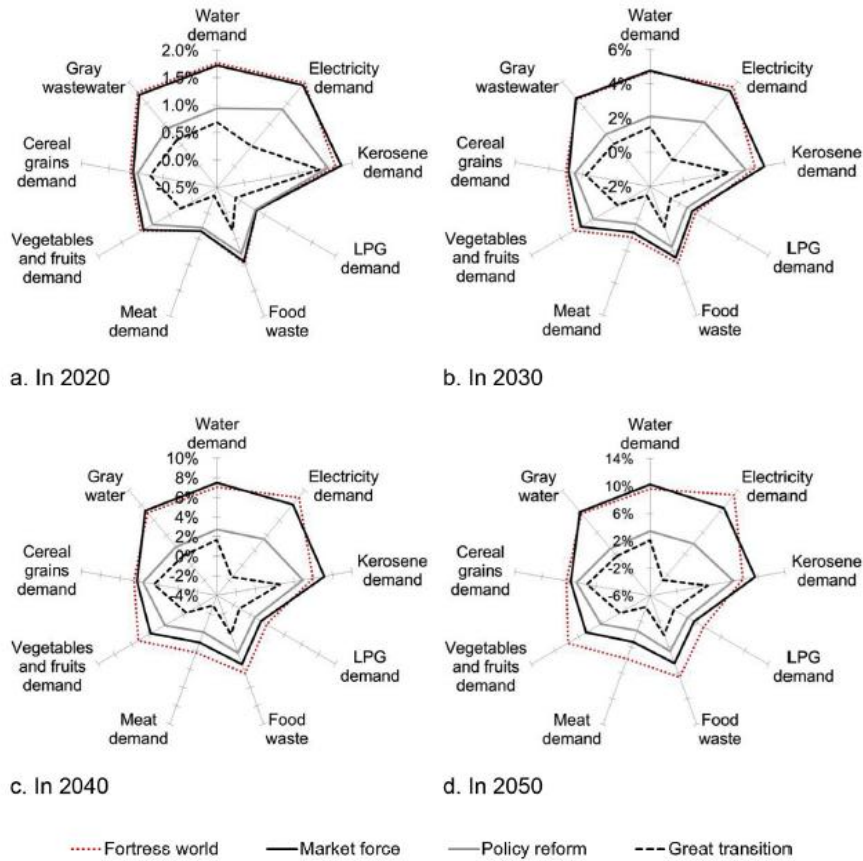 Water
demand
2.0%
1.5%
1.0%
0.5%
0.0%
-0.5%
Electricity
demand
Kerosene
demand
LPG
demand
Food
waste
Meat
demand
Vegetables
and fruits
demand
Cereal
grains
demand
Gray
wastewater
a. In 2020
Water
demand
6%
4%
2%
0%
-2%
Electricity
demand
Kerosene
demand
LPG
demand
Food
waste
Meat
demand
Vegetables
and fruits
demand
Cereal
grains
demand
Gray
wastewater
b. In 2030
Water
demand
10%
8%
6%
4%
2%
0%
-2%
-4%
Electricity
demand
Kerosene
demand
LPG
demand
Food
waste
Meat
demand
Vegetables
and fruits
demand
Cereal
grains
demand
Gray
water
c. In 2040
Water
demand
14%
10%
6%
2%
-2%
-6%
Electricity
demand
Kerosene
demand
LPG
demand
Food
waste
Meat
demand
Vegetables
and fruits
demand
Cereal
grains
demand
Gray
water
d. In 2050
Fortress world
Market force
Policy reform
Great transition